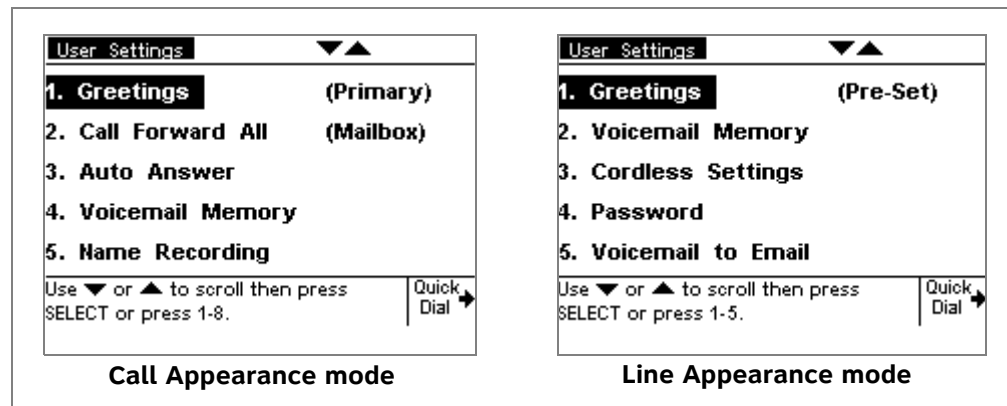 User Settings ▼▲
1. Greetings (Primary)
2. Call Forward All (Mailbox)
3. Auto Answer
4. Voicemail Memory
5. Name Recording
Use ▼ or ▲ to scroll then press
SELECT or press 1-8.
Quick
Dial
Call Appearance mode
User Settings ▼▲
1. Greetings (Pre-Set)
2. Voicemail Memory
3. Cordless Settings
4. Password
5. Voicemail to Email
Use ▼ or ▲ to scroll then press
SELECT or press 1-5.
Quick
Dial
Line Appearance mode